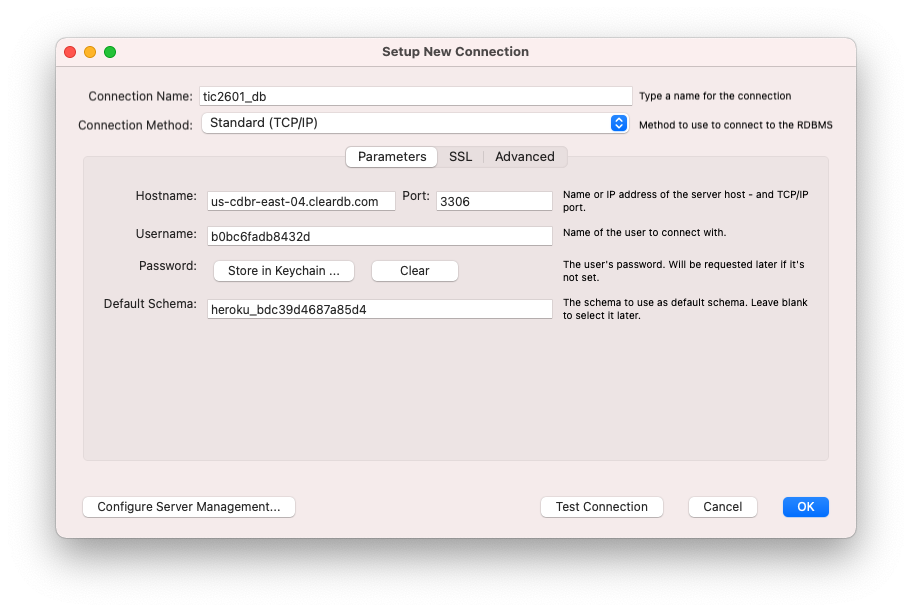 Setup New Connection
Connection Name: tic2601_db Type a name for the connection
Connection Method: Standard (TCP/IP) Method to use to connect to the RDBMS
Parameters SSL Advanced
Hostname: us-cdbr-east-04.cleardb.com Port: 3306 Name or IP address of the server host - and TCP/IP
port.
Username: b0bc6fadb8432d Name of the user to connect with.
Password: Store in Keychain ... Clear The user's password. Will be requested later if it's
not set.
Default Schema: heroku_bdc39d4687a85d4 The schema to use as default schema. Leave blank
to select it later.
Configure Server Management... Test Connection Cancel OK